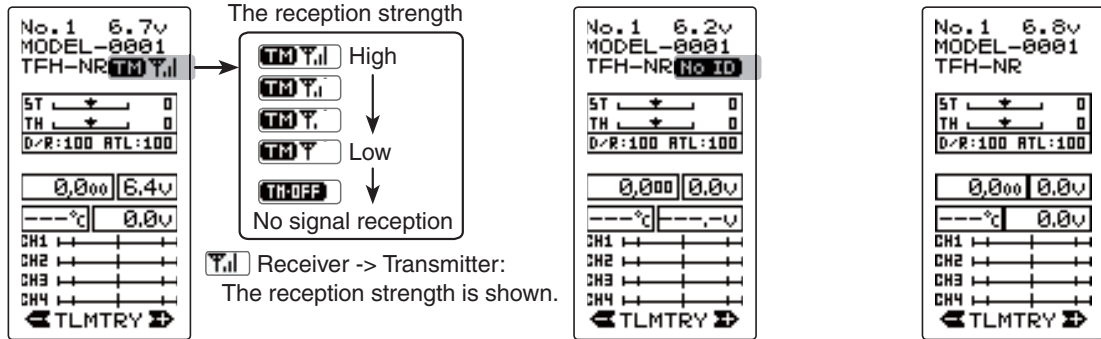 The reception strength
No.1 6.7v
MODEL-0001
TFH-NR TM
ST 0
TH 0
D/R:100 ATL:100
0,000 6.4v
---°c 0.0v
CH1
CH2
CH3
CH4
TLMTRY
TM High
TM
TM
TM Low
TM-OFF
No signal reception
Receiver -> Transmitter:
The reception strength is shown.
No.1 6.2v
MODEL-0001
TFH-NR No ID
ST 0
TH 0
D/R:100 ATL:100
0,000 0.0v
---°c ---.-v
CH1
CH2
CH3
CH4
TLMTRY
No.1 6.8v
MODEL-0001
TFH-NR
ST 0
TH 0
D/R:100 ATL:100
0,000 0.0v
---°c 0.0v
CH1
CH2
CH3
CH4
TLMTRY